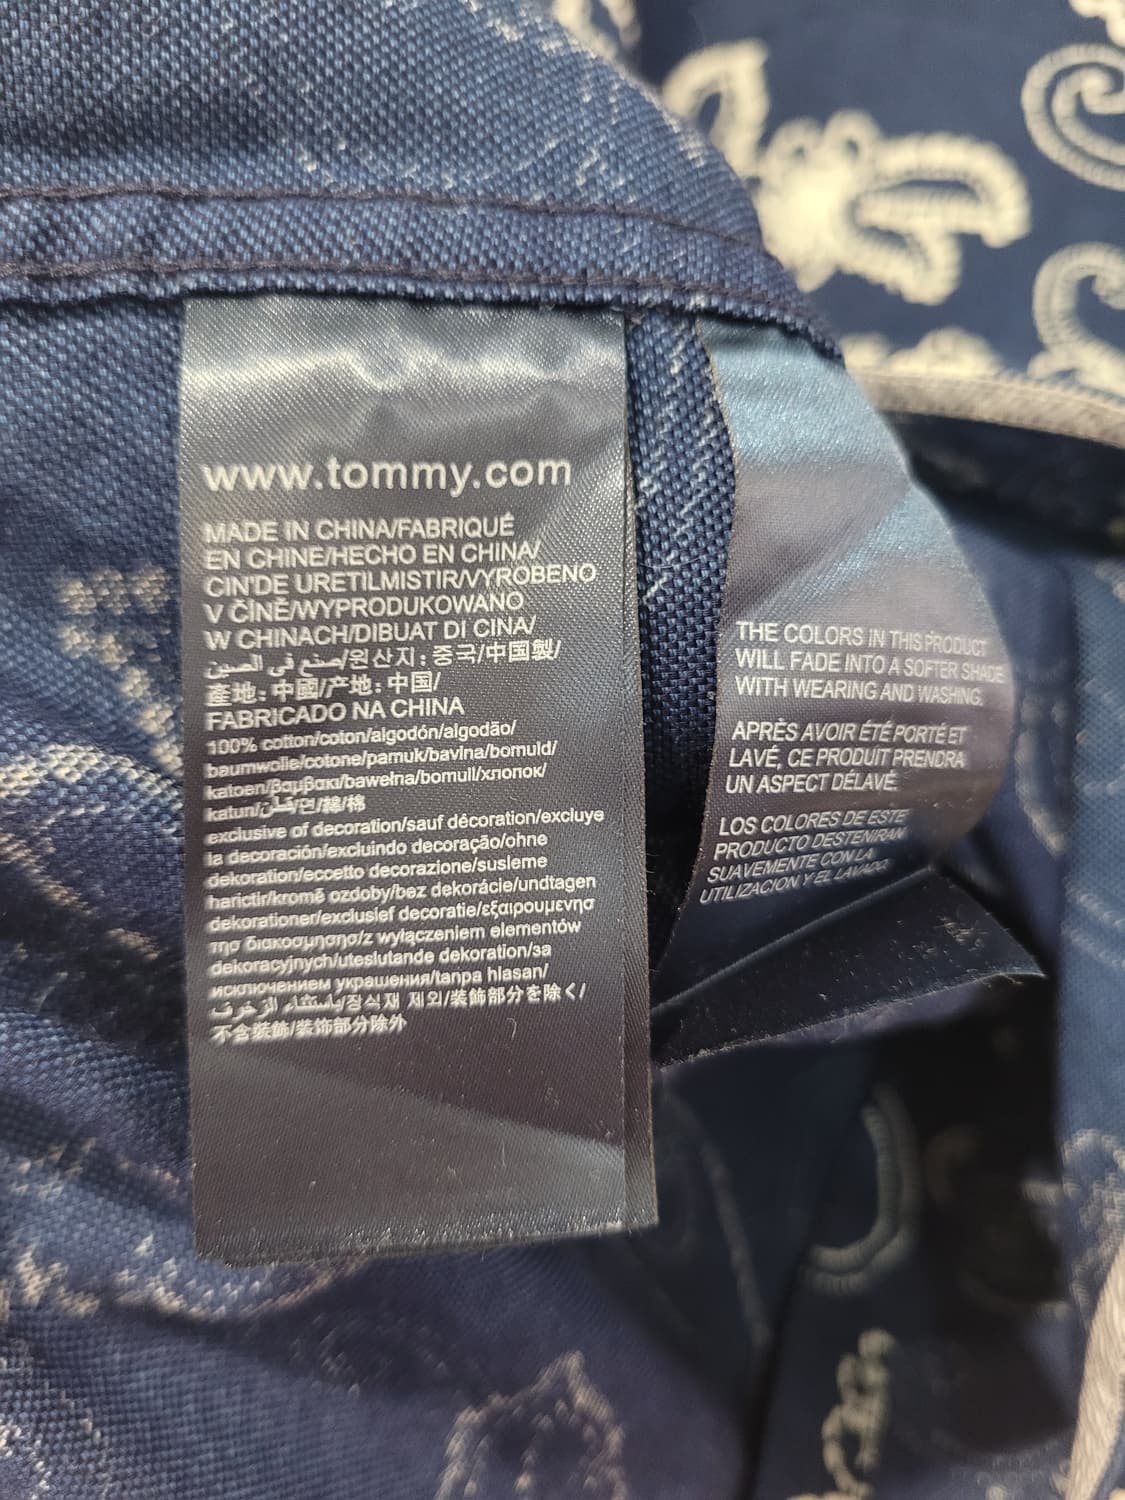 www.tommy.com
MADE IN CHINA/FABRIQUÉ
EN CHINE/HECHO EN CHINA/
CIN'DE URETILMISTIR/VYROBENO
V ČÍNĚ/WYPRODUKOWANO
W CHINACH/DIBUAT DI CINA/
صنع في الصين/원산지:중국/中国製/
產地:中國/产地:中国/
FABRICADO NA CHINA
100% cotton/coton/algodón/algodão/
baumwolle/cotone/pamuk/bavlna/bomuld/
katoen/βαμβακι/bawełna/bomull/хлопок/
katun/قطن/면/綿/棉
exclusive of decoration/sauf décoration/excluye
la decoración/excluindo decoração/ohne
dekoration/eccetto decorazione/susleme
harictir/kromě ozdoby/bez dekorácie/undtagen
dekorationer/exclusief decoratie/εξαιρουμενησ
τησ διακοσμησησ/z wyłączeniem elementów
dekoracyjnych/uteslutande dekoration/за
исключением украшения/tanpa hiasan/
باستثناء الزخرف/장식재 제외/装飾部分を除く/
不含裝飾/装饰部分除外
THE COLORS IN THIS PRODUCT
WILL FADE INTO A SOFTER SHADE
WITH WEARING AND WASHING.
APRÈS AVOIR ÉTÉ PORTÉ ET
LAVÉ, CE PRODUIT PRENDRA
UN ASPECT DÉLAVÉ.
LOS COLORES DE ESTE
PRODUCTO DESTENIRAN
SUAVEMENTE CON LA
UTILIZACION Y EL LAVADO.